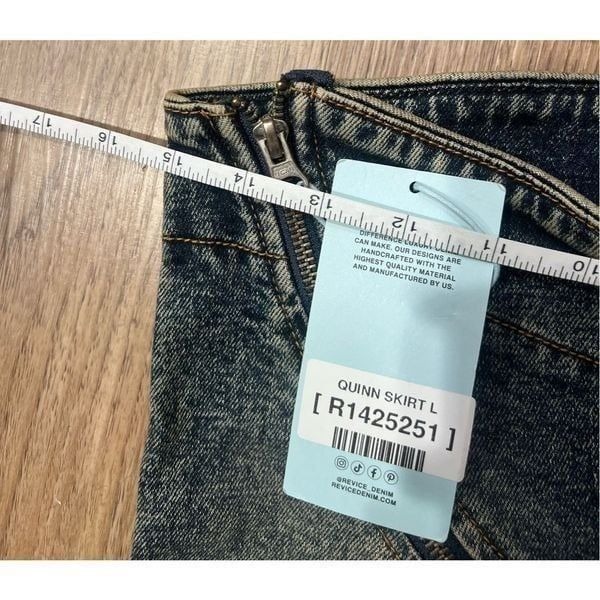 17 16 15 14 13 12 11 10
DIFFERENCE
CAN MAKE. OUR DESIGNS ARE
HANDCRAFTED WITH THE
HIGHEST QUALITY MATERIAL
AND MANUFACTURED BY US.
QUINN SKIRT L
[ R1425251 ]
@REVICE_DENIM
REVICEDENIM.COM